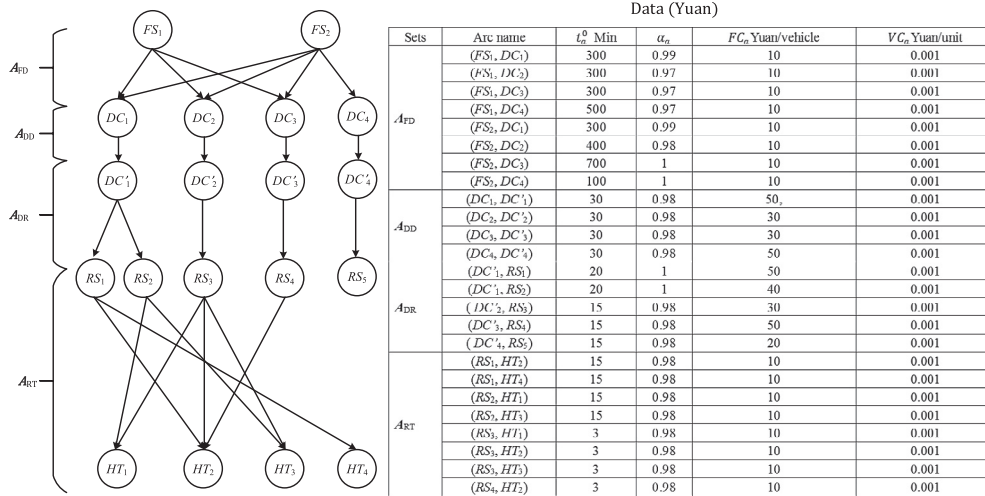 Data (Yuan)
FS1 FS2
AFD
DC1 DC2 DC3 DC4
ADD
DC'1 DC'2 DC'3 DC'4
ADR
RS1 RS2 RS3 RS4 RS5
ART
HT1 HT2 HT3 HT4
Sets Arc name t_a^0 Min αa FCa Yuan/vehicle VCa Yuan/unit
AFD
(FS1, DC1) 300 0.99 10 0.001
(FS1, DC2) 300 0.97 10 0.001
(FS1, DC3) 300 0.97 10 0.001
(FS1, DC4) 500 0.97 10 0.001
(FS2, DC1) 300 0.99 10 0.001
(FS2, DC2) 400 0.98 10 0.001
(FS2, DC3) 700 1 10 0.001
(FS2, DC4) 100 1 10 0.001
ADD
(DC1, DC'1) 30 0.98 50, 0.001
(DC2, DC'2) 30 0.98 30 0.001
(DC3, DC'3) 30 0.98 30 0.001
(DC4, DC'4) 30 0.98 50 0.001
ADR
(DC'1, RS1) 20 1 50 0.001
(DC'1, RS2) 20 1 40 0.001
(DC'2, RS3) 15 0.98 30 0.001
(DC'3, RS4) 15 0.98 50 0.001
(DC'4, RS5) 15 0.98 20 0.001
ART
(RS1, HT2) 15 0.98 10 0.001
(RS1, HT4) 15 0.98 10 0.001
(RS2, HT1) 15 0.98 10 0.001
(RS2, HT3) 15 0.98 10 0.001
(RS3, HT1) 3 0.98 10 0.001
(RS3, HT2) 3 0.98 10 0.001
(RS3, HT3) 3 0.98 10 0.001
(RS4, HT2) 3 0.98 10 0.001